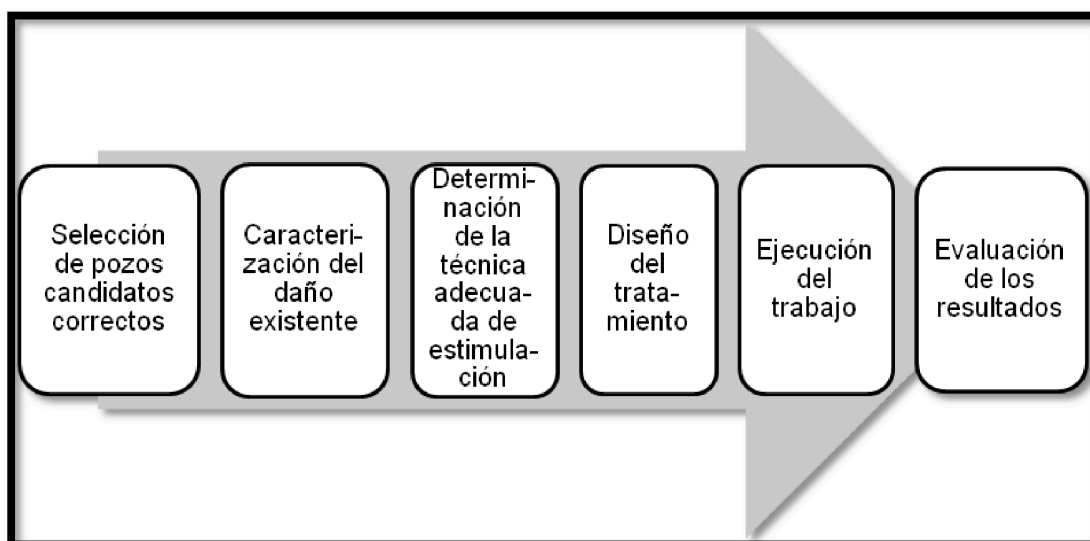 Selección
de pozos
candidatos
correctos
Caracteri-
zación del
daño
existente
Determi-
nación
de la
técnica
adecua-
da de
estimula-
ción
Diseño
del
trata-
miento
Ejecución
del
trabajo
Evaluación
de los
resultados